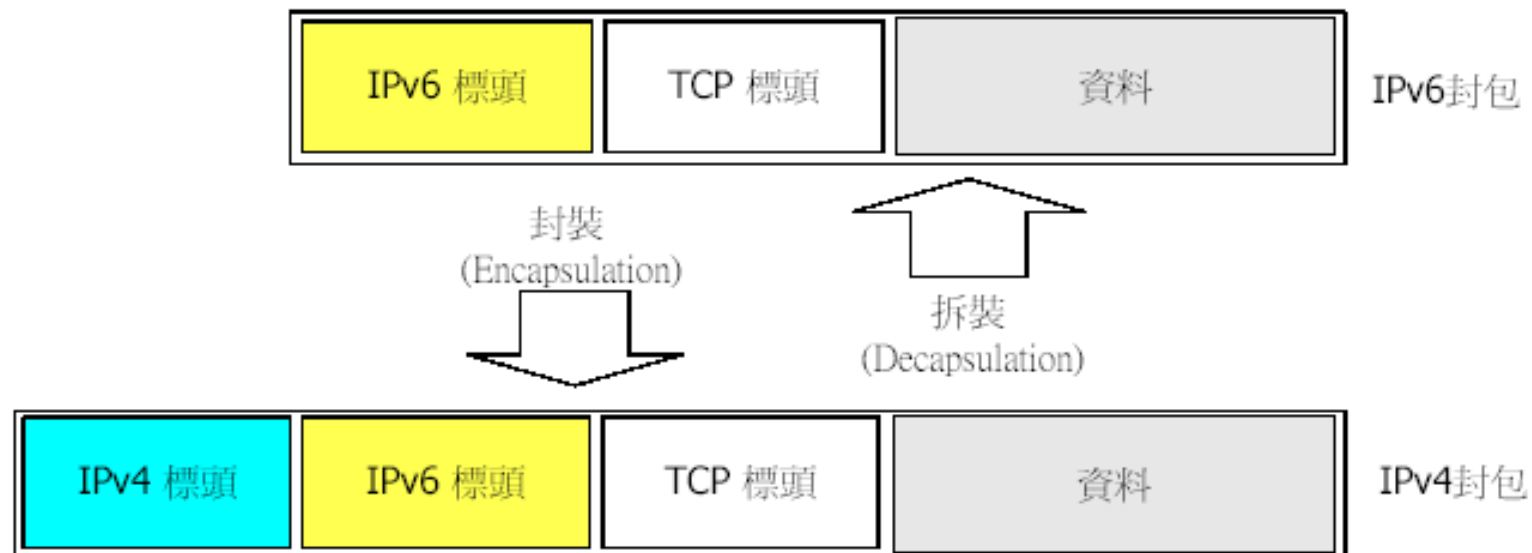 IPv6 標頭
TCP 標頭
資料
IPv6封包
封裝
(Encapsulation)
拆裝
(Decapsulation)
IPv4 標頭
IPv6 標頭
TCP 標頭
資料
IPv4封包